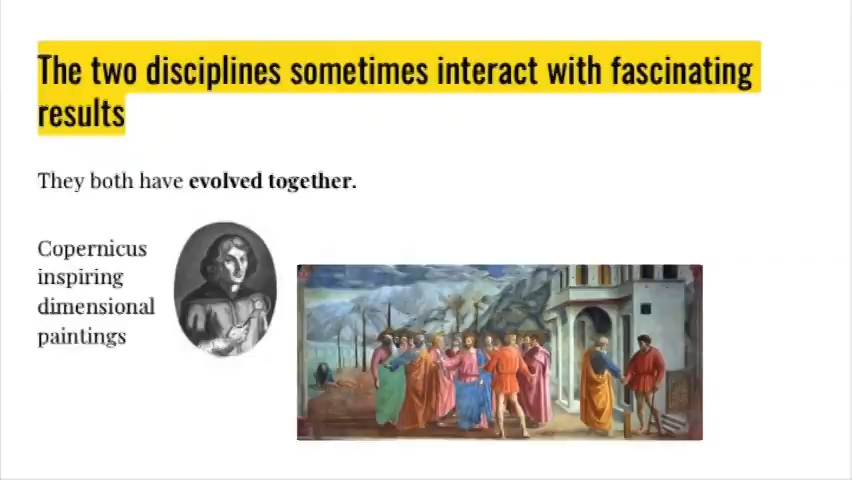 The two disciplines sometimes interact with fascinating
results
They both have evolved together.
Copernicus
inspiring
dimensional
paintings